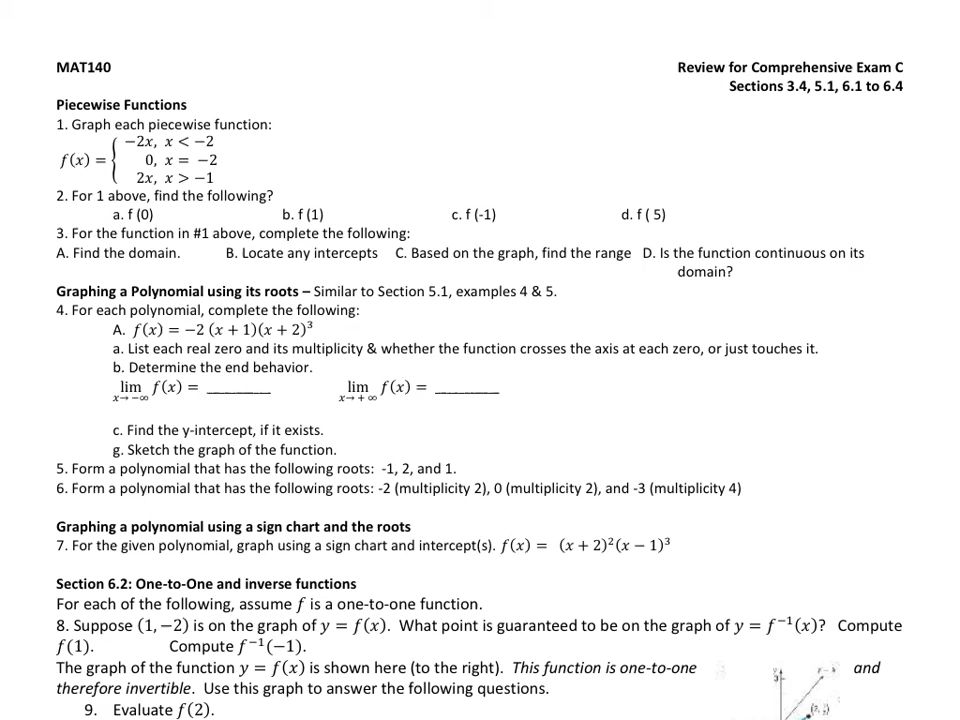 MAT140
Review for Comprehensive Exam C
Sections 3.4, 5.1, 6.1 to 6.4
Piecewise Functions
1. Graph each piecewise function:
f(x) = { −2x, x < −2
0, x = −2
2x, x > −1
2. For 1 above, find the following?
a. f (0) b. f (1) c. f (-1) d. f ( 5)
3. For the function in #1 above, complete the following:
A. Find the domain. B. Locate any intercepts C. Based on the graph, find the range D. Is the function continuous on its
domain?
Graphing a Polynomial using its roots – Similar to Section 5.1, examples 4 & 5.
4. For each polynomial, complete the following:
A. f(x) = −2 (x + 1)(x + 2)³
a. List each real zero and its multiplicity & whether the function crosses the axis at each zero, or just touches it.
b. Determine the end behavior.
lim f(x) = ________ lim f(x) = ________
x→ −∞ x→ + ∞
c. Find the y-intercept, if it exists.
g. Sketch the graph of the function.
5. Form a polynomial that has the following roots: -1, 2, and 1.
6. Form a polynomial that has the following roots: -2 (multiplicity 2), 0 (multiplicity 2), and -3 (multiplicity 4)
Graphing a polynomial using a sign chart and the roots
7. For the given polynomial, graph using a sign chart and intercept(s). f(x) = (x + 2)²(x − 1)³
Section 6.2: One-to-One and inverse functions
For each of the following, assume f is a one-to-one function.
8. Suppose (1, −2) is on the graph of y = f(x). What point is guaranteed to be on the graph of y = f⁻¹(x)? Compute
f(1). Compute f⁻¹(−1).
The graph of the function y = f(x) is shown here (to the right). This function is one-to-one and
therefore invertible. Use this graph to answer the following questions.
9. Evaluate f(2).